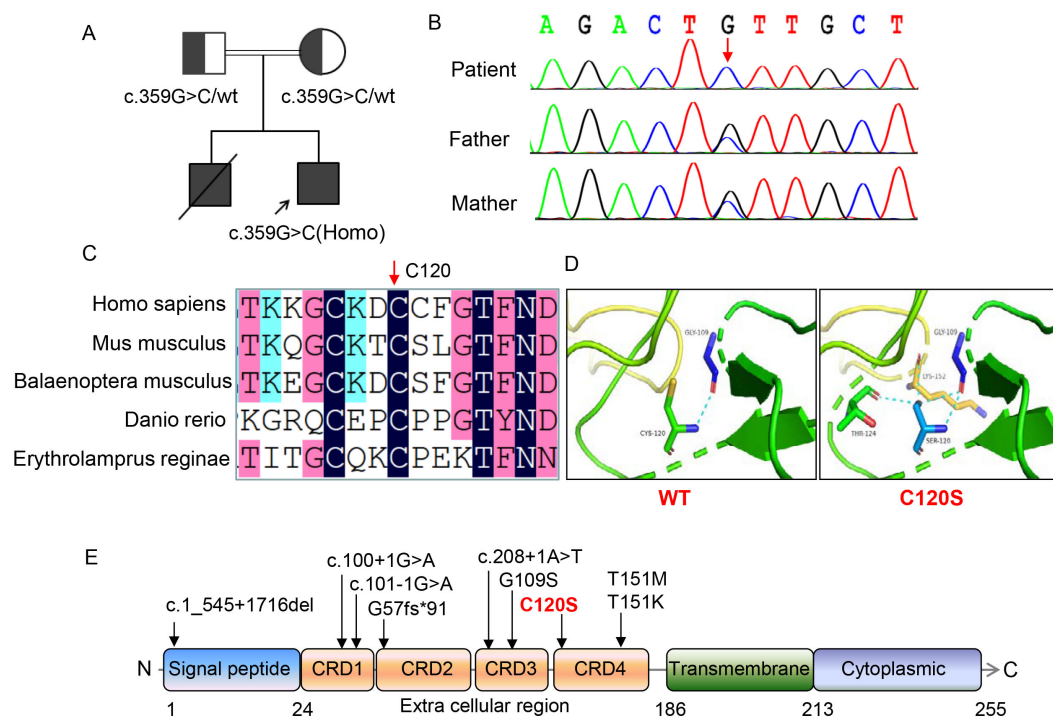 A
c.359G>C/wt
c.359G>C/wt
c.359G>C(Homo)
B
A G A C T G T T G C T
Patient
Father
Mather
C
C120
Homo sapiens TKKGCKDCCFGTFND
Mus musculus TKQGCKTCSLGTFND
Balaenoptera musculus TKEGCKDCSFGTFND
Danio rerio KGRQCEPCPPGTYND
Erythrolamprus reginae TITGCQKCPEKTFNN
D
GLY-109
CYS-120
WT
GLY-109
LYS-152
THR-124
SER-120
C120S
E
c.1_545+1716del
c.100+1G>A
c.101-1G>A
G57fs*91
c.208+1A>T
G109S
C120S
T151M
T151K
N Signal peptide CRD1 CRD2 CRD3 CRD4 Transmembrane Cytoplasmic C
1 24 Extra cellular region 186 213 255